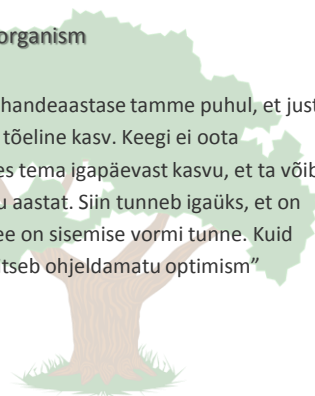 organism
handeaastase tamme puhul, et just
tõeline kasv. Keegi ei oota
es tema igapäevast kasvu, et ta võib
u aastat. Siin tunneb igaüks, et on
ee on sisemise vormi tunne. Kuid
itseb ohjeldamatu optimism”